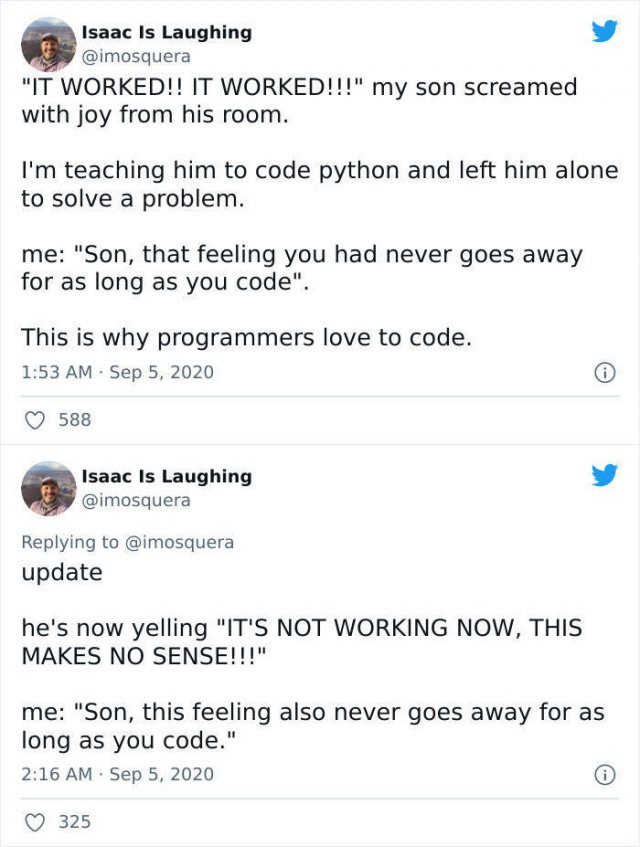 Isaac Is Laughing
@imosquera
"IT WORKED!! IT WORKED!!!" my son screamed
with joy from his room.
I'm teaching him to code python and left him alone
to solve a problem.
me: "Son, that feeling you had never goes away
for as long as you code".
This is why programmers love to code.
1:53 AM · Sep 5, 2020
588
Isaac Is Laughing
@imosquera
Replying to @imosquera
update
he's now yelling "IT'S NOT WORKING NOW, THIS
MAKES NO SENSE!!!"
me: "Son, this feeling also never goes away for as
long as you code."
2:16 AM · Sep 5, 2020
325